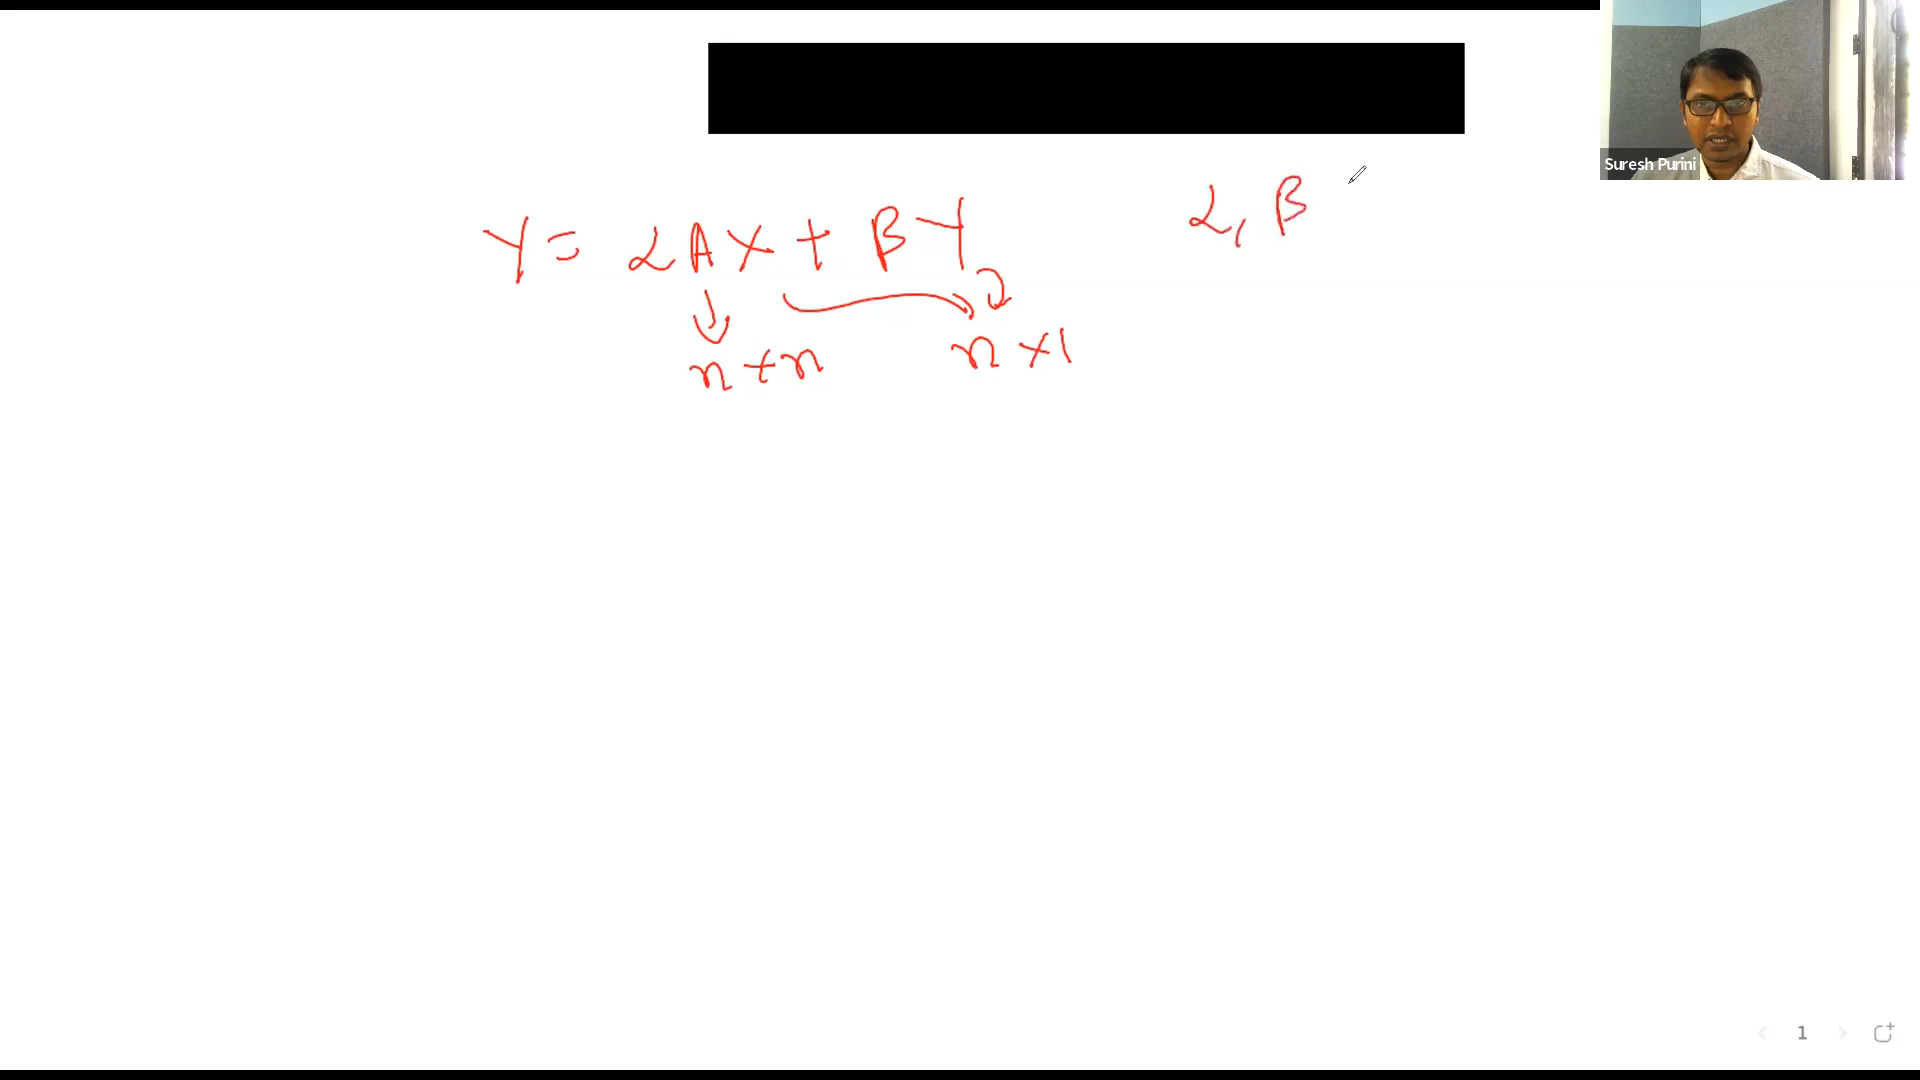 Suresh Purini
α, β
Y = αAX + βY
n×n n×1
1